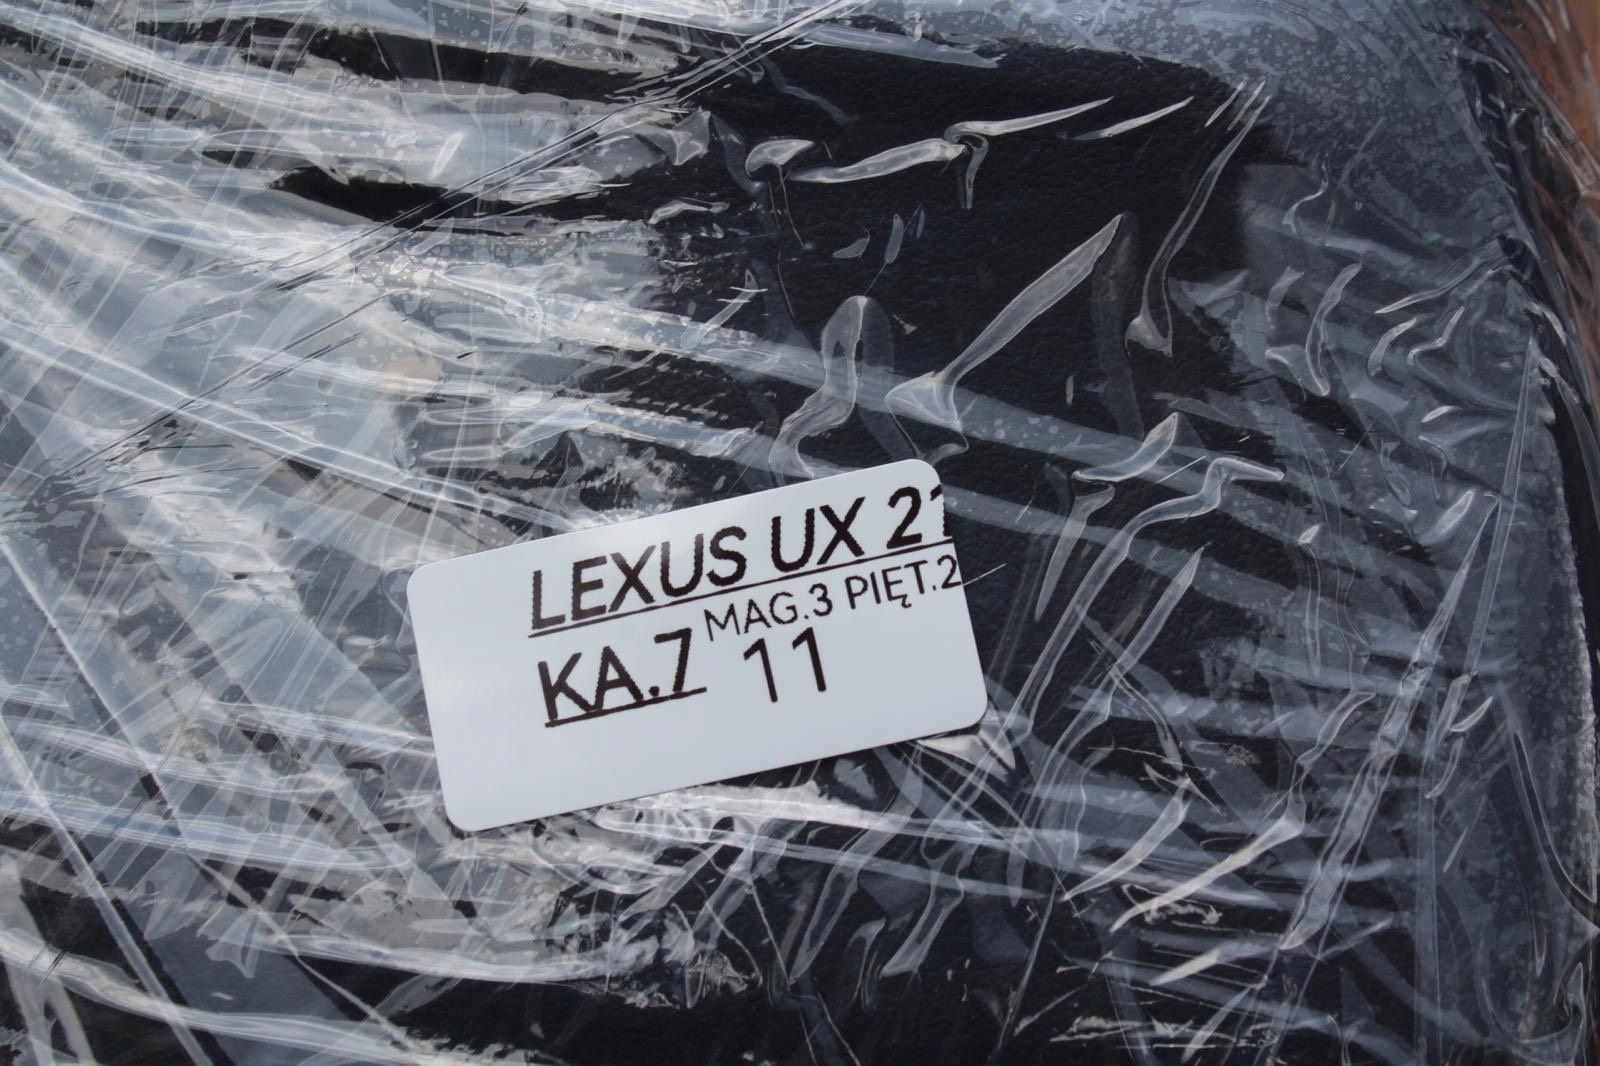 LEXUS UX 21
MAG.3 PIĘT.2
KA.7 11